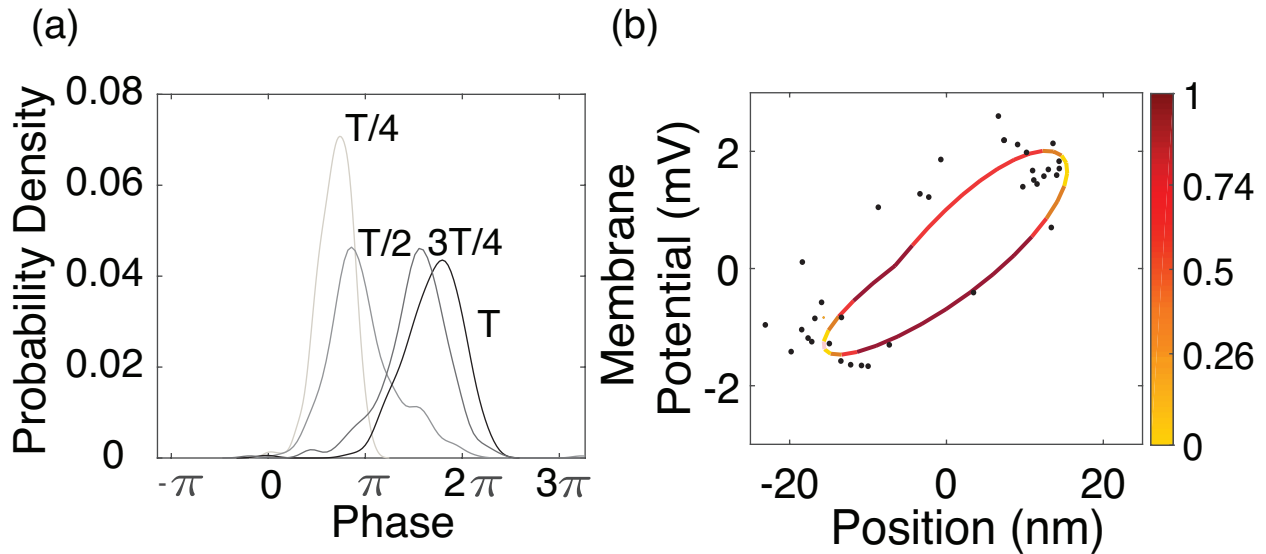 (a)
Probability Density
0.08
0.06
0.04
0.02
0
T/4
T/2
3T/4
T
-π
0
π
2π
3π
Phase
(b)
Membrane
Potential (mV)
2
0
-2
-20
0
20
Position (nm)
1
0.74
0.5
0.26
0